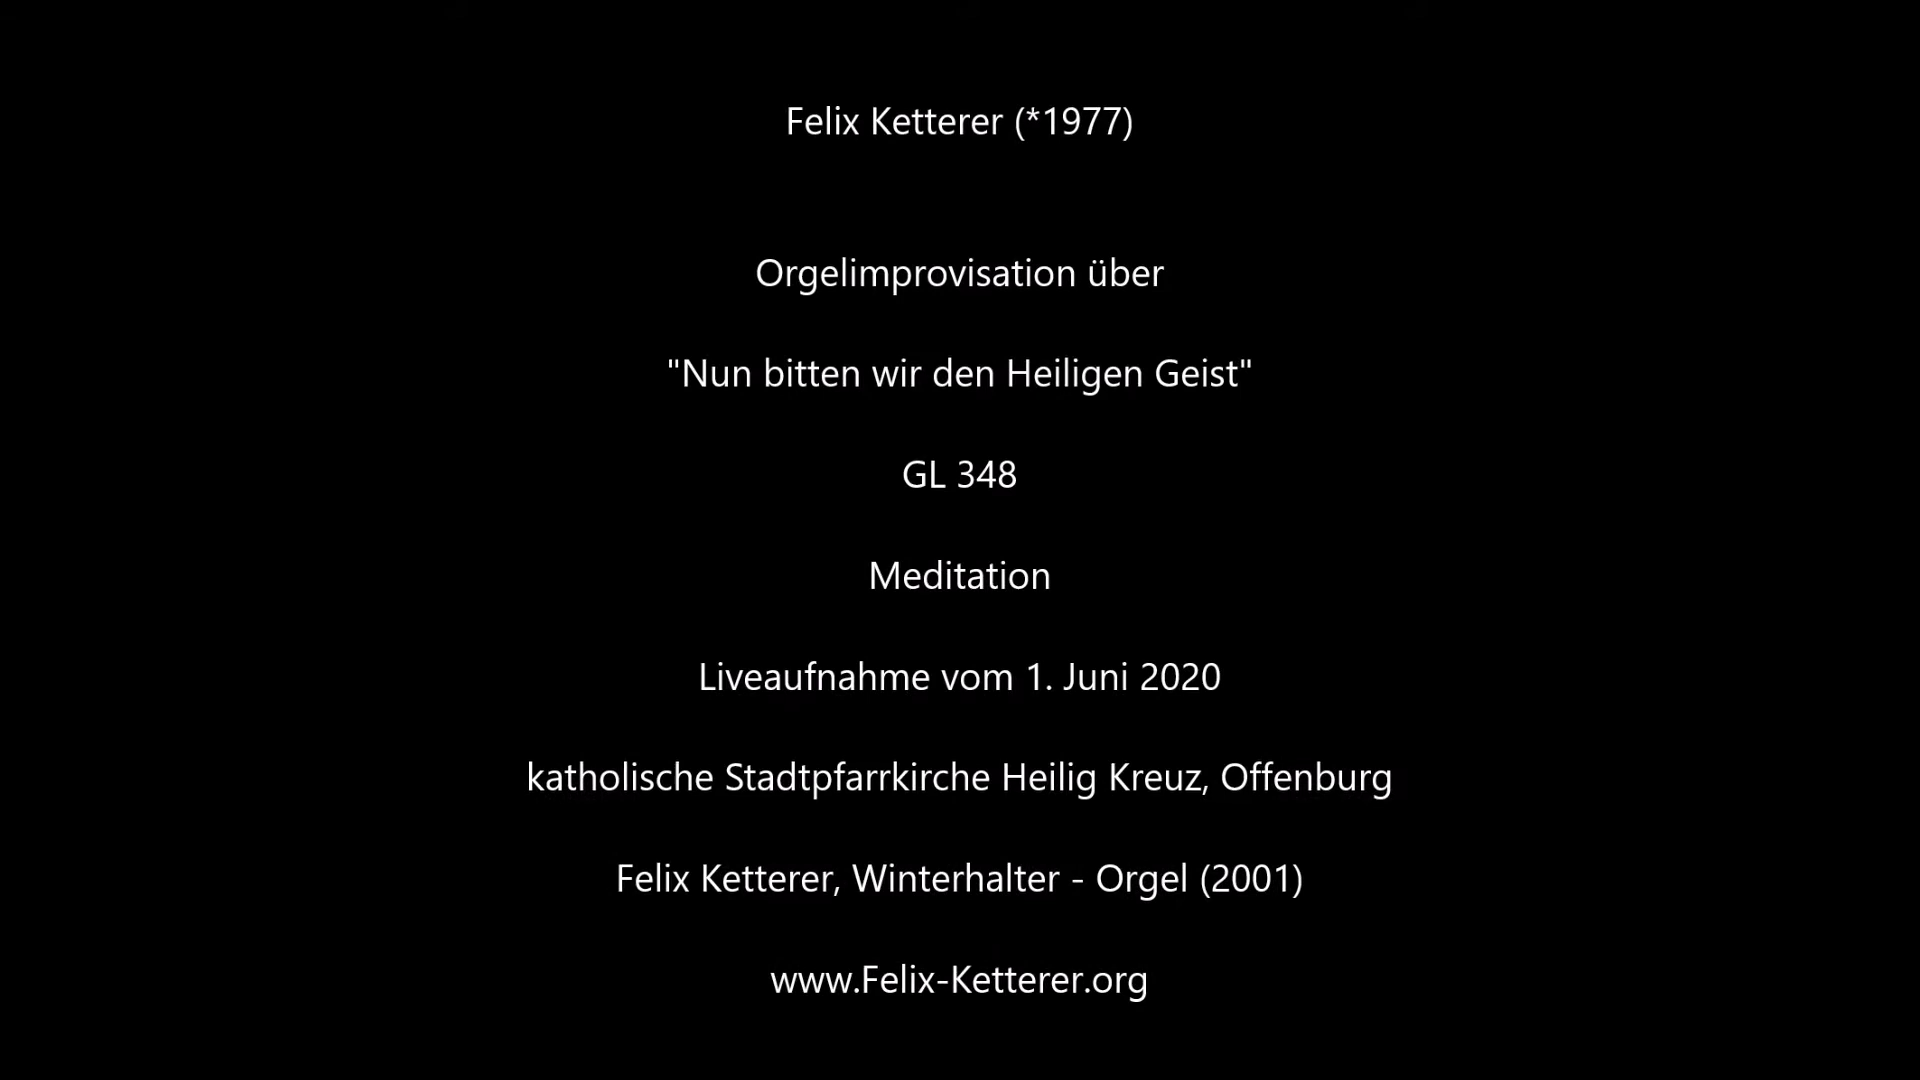 Felix Ketterer (*1977)
Orgelimprovisation über
"Nun bitten wir den Heiligen Geist"
GL 348
Meditation
Liveaufnahme vom 1. Juni 2020
katholische Stadtpfarrkirche Heilig Kreuz, Offenburg
Felix Ketterer, Winterhalter - Orgel (2001)
www.Felix-Ketterer.org